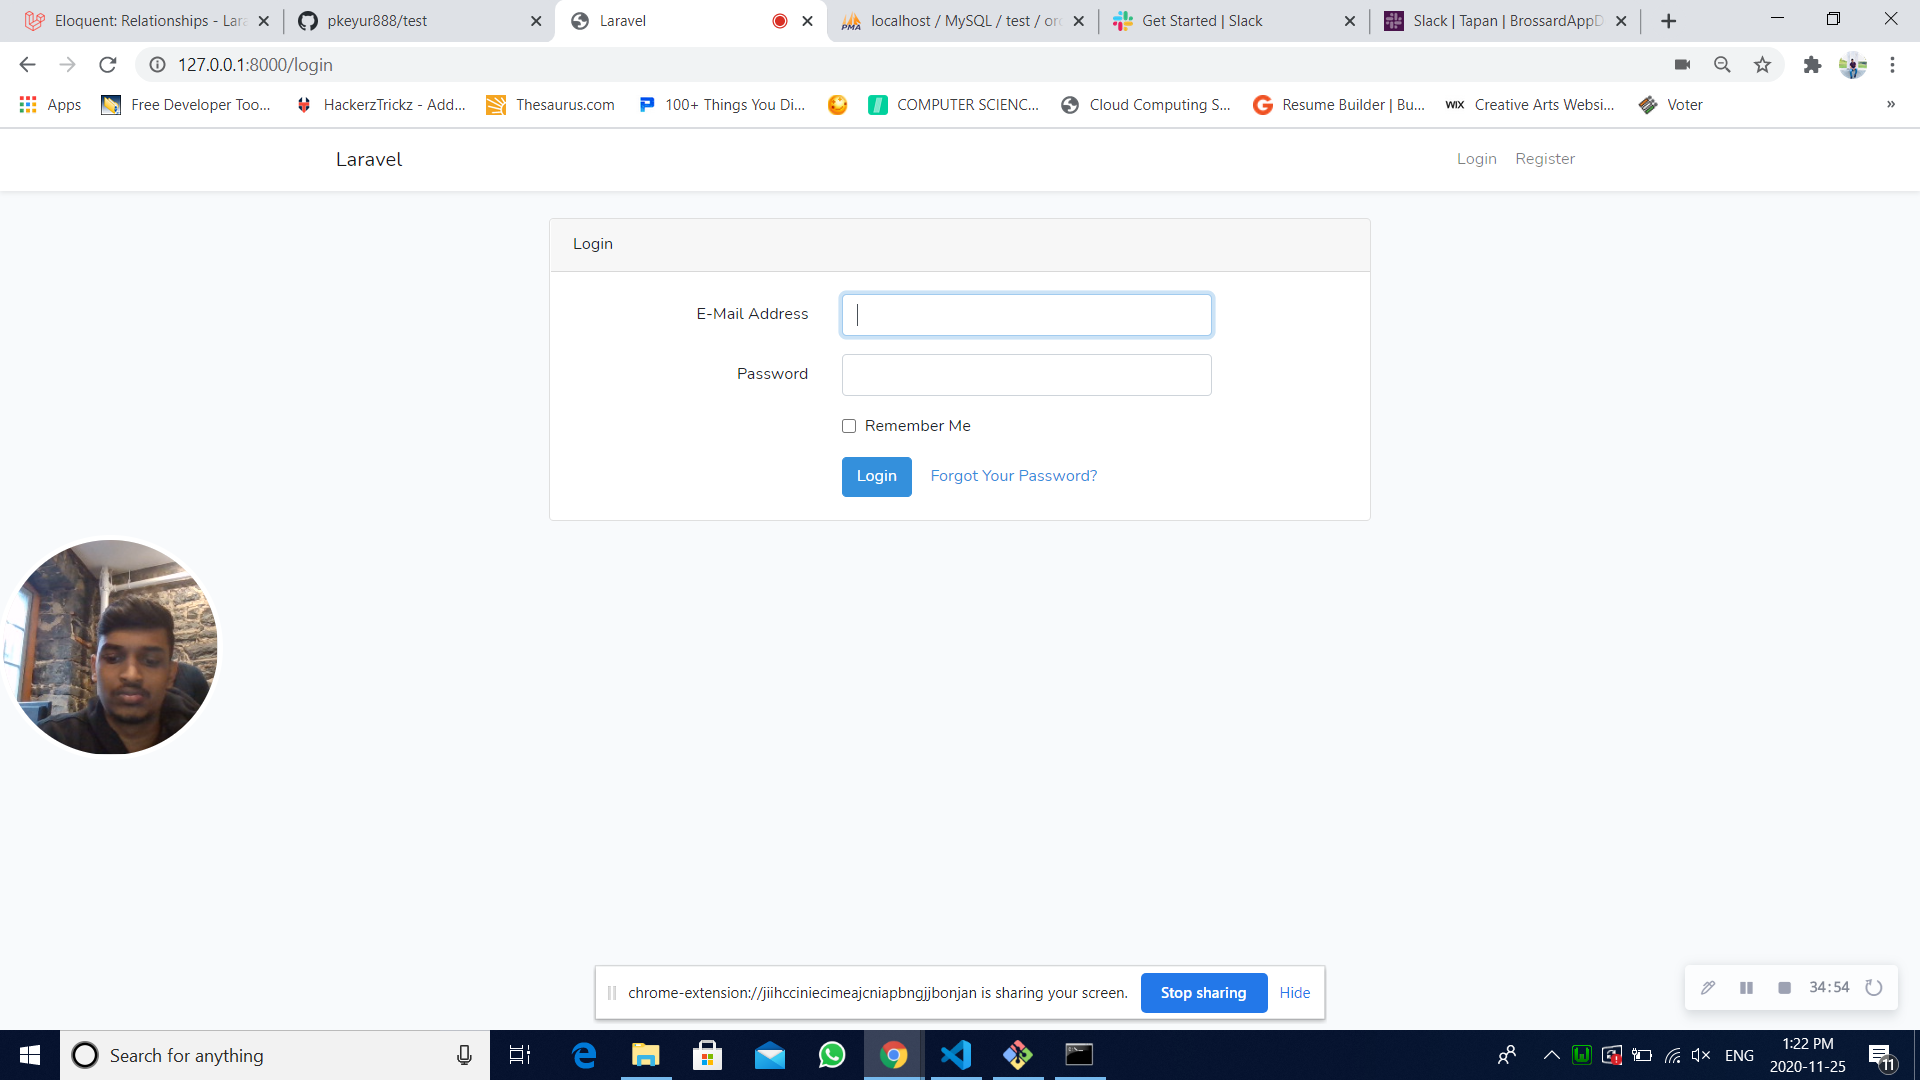 Eloquent: Relationships - Lara
pkeyur888/test
Laravel
localhost / MySQL / test / ord
Get Started | Slack
Slack | Tapan | BrossardAppD
127.0.0.1:8000/login
Apps
Free Developer Too...
HackerzTrickz - Add...
Thesaurus.com
100+ Things You Di...
COMPUTER SCIENC...
Cloud Computing S...
Resume Builder | Bu...
WIX
Creative Arts Websi...
Voter
»
Laravel
Login
Register
Login
E-Mail Address
Password
Remember Me
Login
Forgot Your Password?
chrome-extension://jiihcciniecimeajcniapbngjjbonjan is sharing your screen.
Stop sharing
Hide
34:54
Search for anything
ENG
1:22 PM
2020-11-25
11